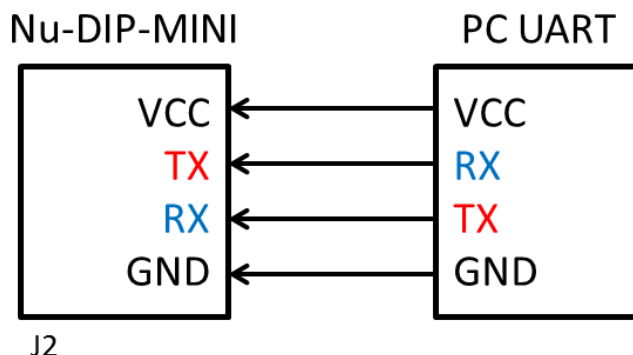 Nu-DIP-MINI PC UART
VCC VCC
TX RX
RX TX
GND GND
J2